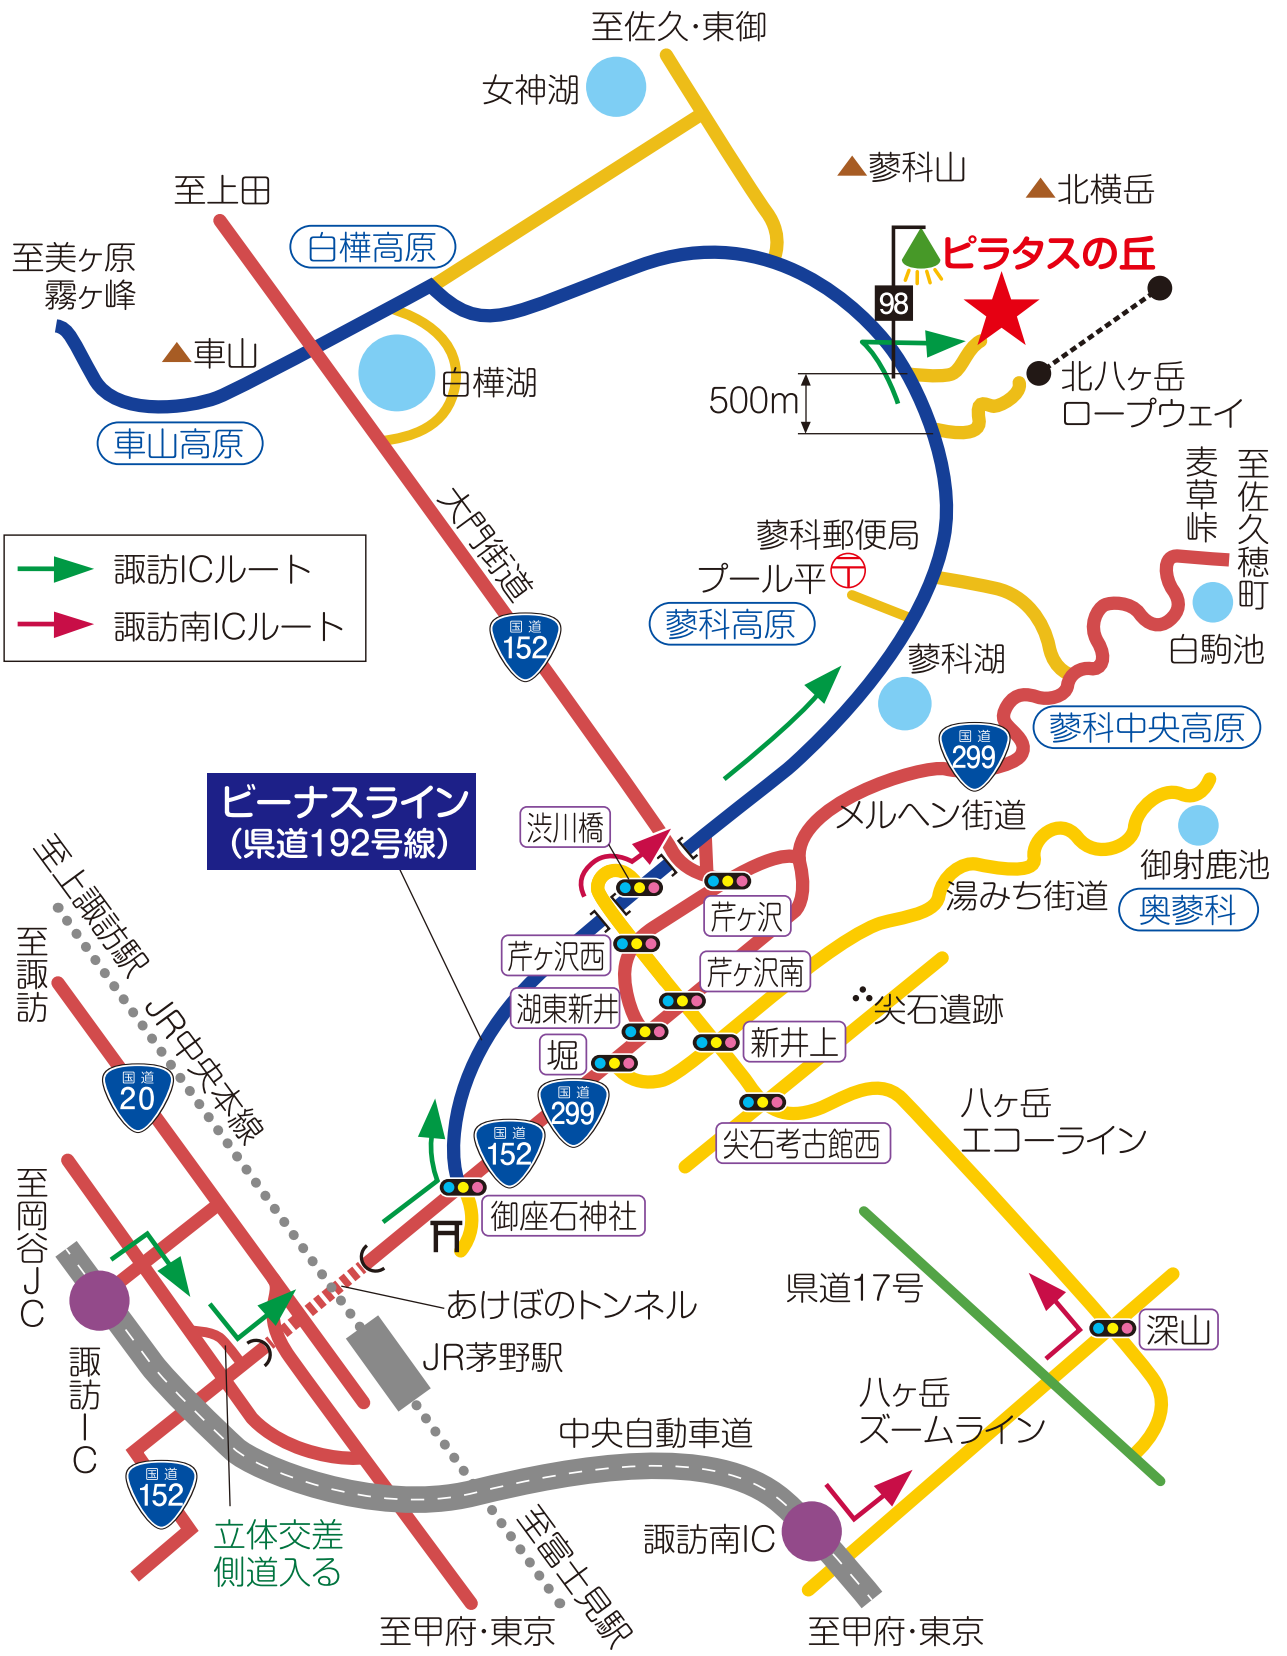 至佐久・東御
女神湖
蓼科山
北横岳
至上田
白樺高原
至美ヶ原
霧ヶ峰
ピラタスの丘
98
車山
白樺湖
500m
北八ヶ岳
ロープウェイ
車山高原
麦草峠
至佐久穂町
大門街道
諏訪ICルート
諏訪南ICルート
蓼科郵便局
プール平
蓼科高原
国道
152
白駒池
蓼科湖
蓼科中央高原
国道
299
メルヘン街道
ビーナスライン
(県道192号線)
渋川橋
御射鹿池
湯みち街道
奥蓼科
至上諏訪駅
至諏訪
芹ヶ沢
芹ヶ沢西
芹ヶ沢南
湖東新井
尖石遺跡
JR中央本線
堀
新井上
国道
20
国道
299
国道
152
尖石考古館西
八ヶ岳
エコーライン
至岡谷JC
御座石神社
県道17号
あけぼのトンネル
深山
諏訪IC
JR茅野駅
八ヶ岳
ズームライン
中央自動車道
国道
152
立体交差
側道入る
諏訪南IC
至富士見駅
至甲府・東京
至甲府・東京